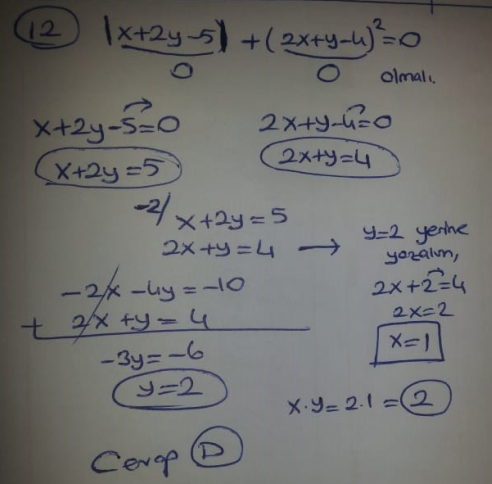 12 |x+2y-5| + (2x+y-4)² = 0
0 0 olmalı.
x+2y-5=0 2x+y-4=0
x+2y=5 2x+y=4
-2/ x+2y=5
2x+y=4 → y=2 yerine
yazalım,
-2x-4y=-10 2x+2=4
+ 2x+y=4 2x=2
-3y=-6 x=1
y=2 x.y=2.1=2
Cevap D